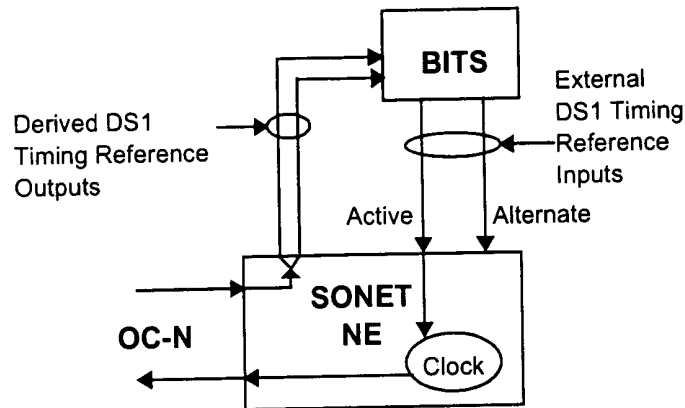 BITS
External
DS1 Timing
Reference
Inputs
Derived DS1
Timing Reference
Outputs
Active
Alternate
SONET
NE
OC-N
Clock